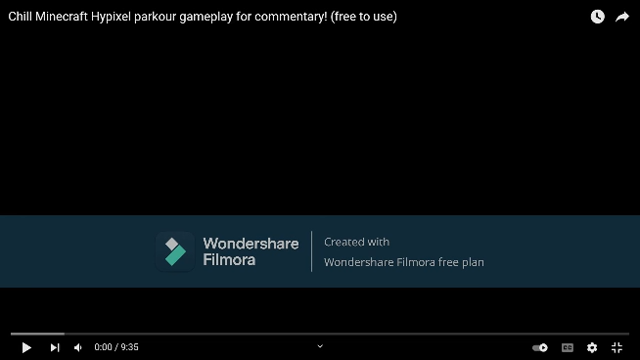 Chill Minecraft Hypixel parkour gameplay for commentary! (free to use)
Wondershare
Filmora
Created with
Wondershare Filmora free plan
0:00 / 9:35
CC